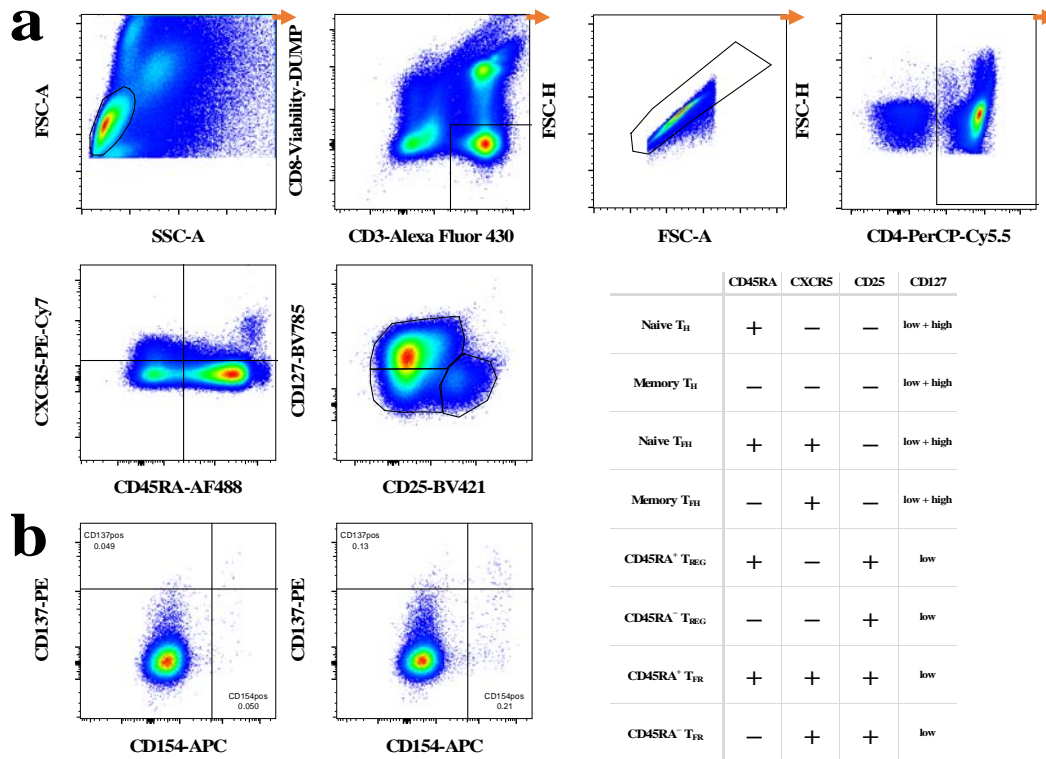 a
FSC-A
SSC-A
CD8-Viability-DUMP
CD3-Alexa Fluor 430
FSC-H
FSC-A
FSC-H
CD4-PerCP-Cy5.5
CXCR5-PE-Cy7
CD45RA-AF488
CD127-BV785
CD25-BV421
CD45RA CXCR5 CD25 CD127
Naive TH + − − low + high
Memory TH − − − low + high
Naive TFH + + − low + high
Memory TFH − + − low + high
CD45RA+ TREG + − + low
CD45RA− TREG − − + low
CD45RA+ TFR + + + low
CD45RA− TFR − + + low
b
CD137pos
0.049
CD154pos
0.050
CD137-PE
CD154-APC
CD137pos
0.13
CD154pos
0.21
CD137-PE
CD154-APC